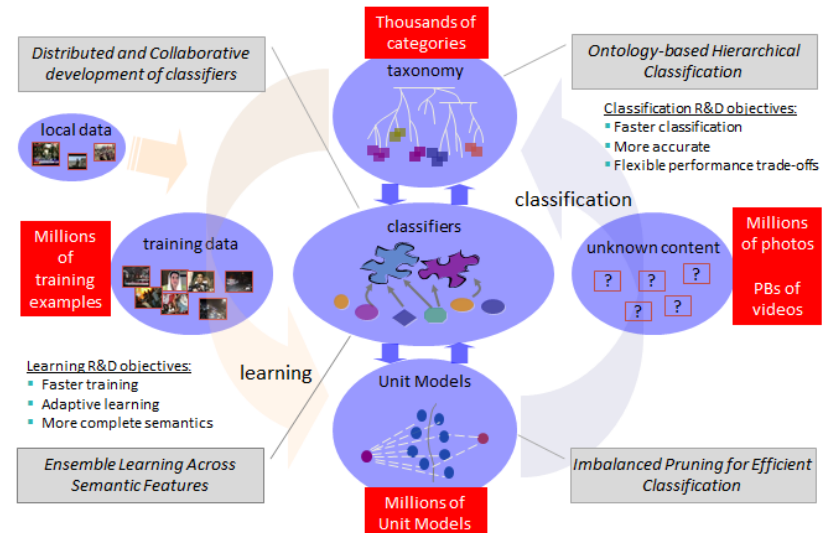 Thousands of
categories
Distributed and Collaborative
development of classifiers
Ontology-based Hierarchical
Classification
taxonomy
Classification R&D objectives:
Faster classification
More accurate
Flexible performance trade-offs
local data
classification
classifiers
Millions
of
training
examples
training data
unknown content
? ? ?
? ?
Millions
of photos
PBs of
videos
Learning R&D objectives:
Faster training
Adaptive learning
More complete semantics
learning
Unit Models
Ensemble Learning Across
Semantic Features
Imbalanced Pruning for Efficient
Classification
Millions of
Unit Models